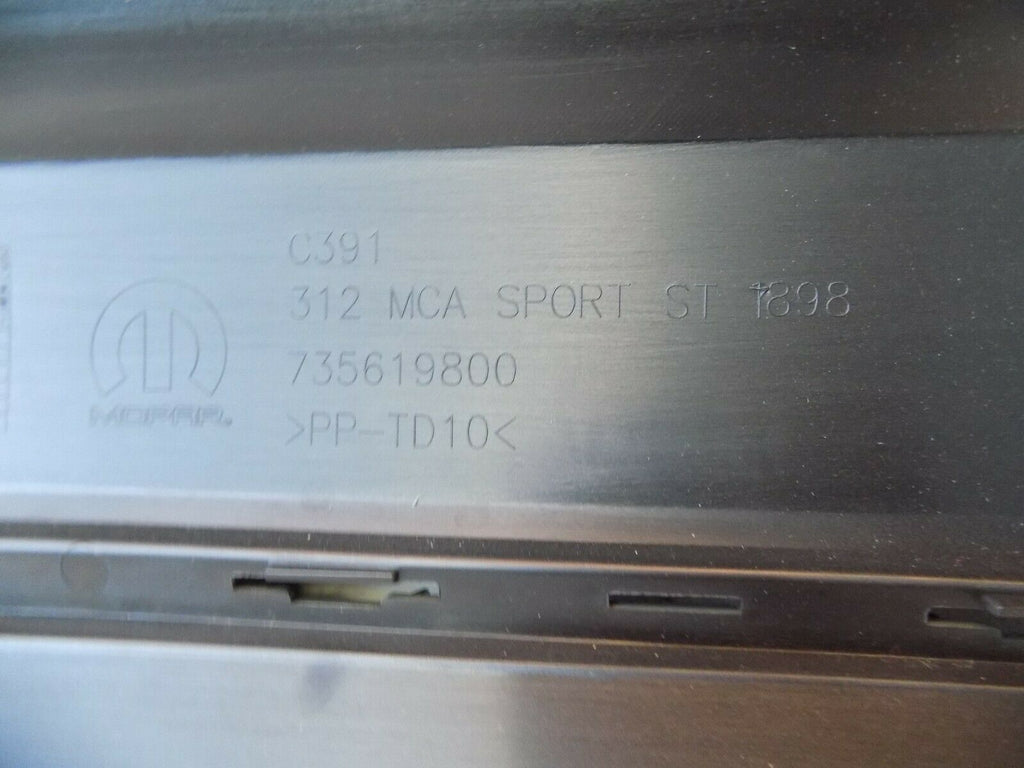 C391
312 MCA SPORT ST 1898
735619800
>PP-TD10<
MOPAR.